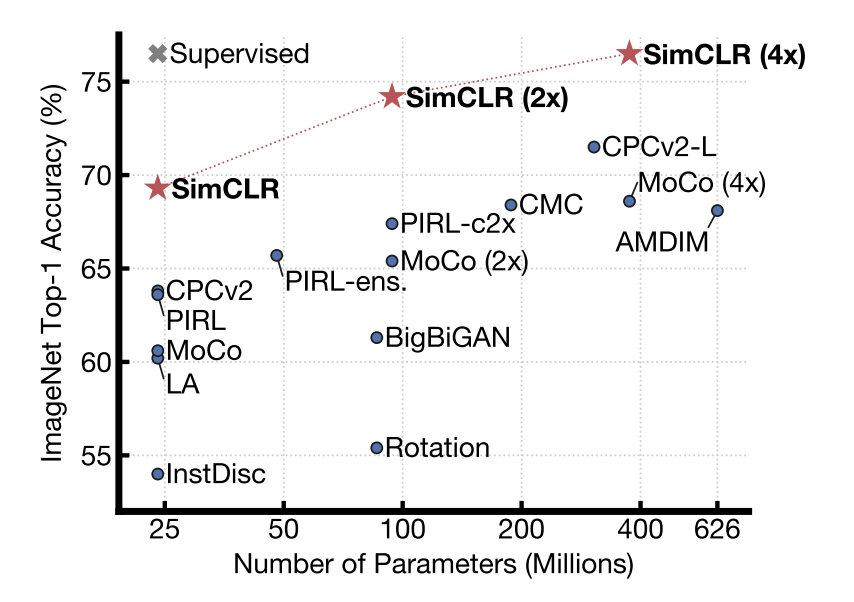 Supervised
SimCLR (4x)
75
SimCLR (2x)
CPCv2-L
70
MoCo (4x)
SimCLR
CMC
PIRL-c2x
AMDIM
65
MoCo (2x)
PIRL-ens.
CPCv2
PIRL
BigBiGAN
MoCo
60
LA
Rotation
55
InstDisc
25 50 100 200 400 626
Number of Parameters (Millions)
ImageNet Top-1 Accuracy (%)